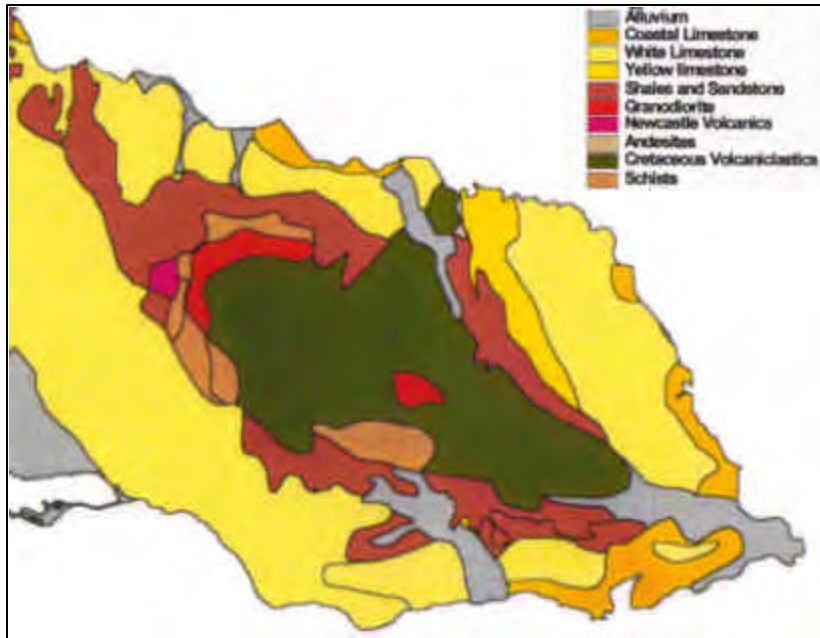 Alluvium
Coastal Limestone
White Limestone
Yellow limestone
Shales and Sandstone
Granodiorite
Newcastle Volcanics
Andesites
Cretaceous Volcaniclastics
Schists